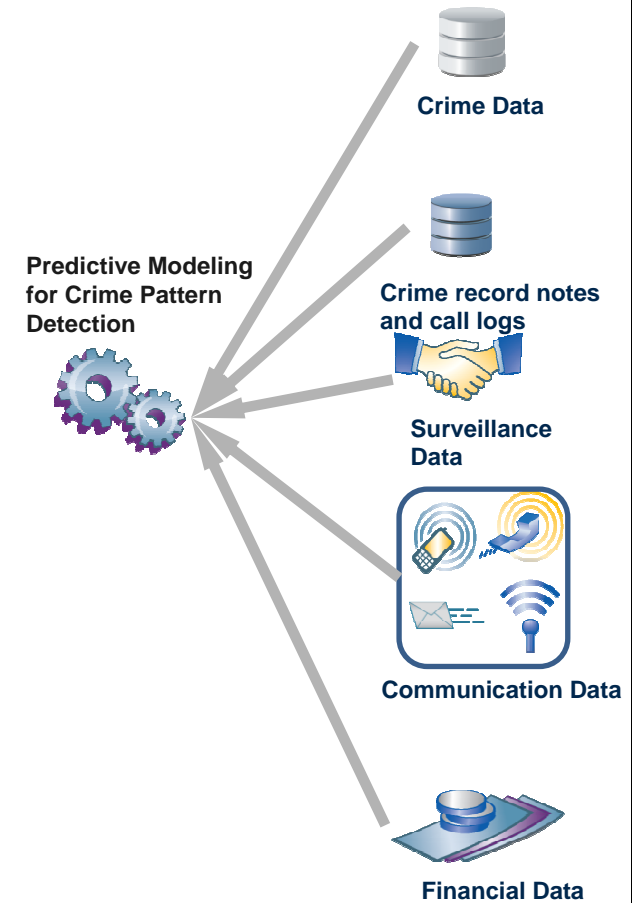 Crime Data
Predictive Modeling
for Crime Pattern
Detection
Crime record notes
and call logs
Surveillance
Data
Communication Data
Financial Data